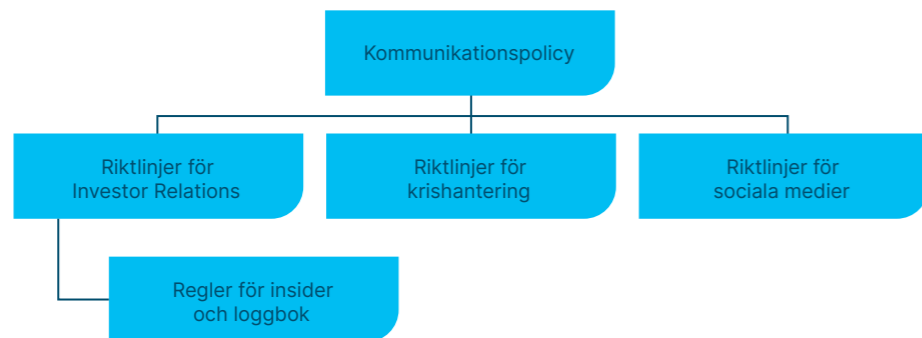 Kommunikationspolicy
Riktlinjer för
Investor Relations
Riktlinjer för
krishantering
Riktlinjer för
sociala medier
Regler för insider
och loggbok